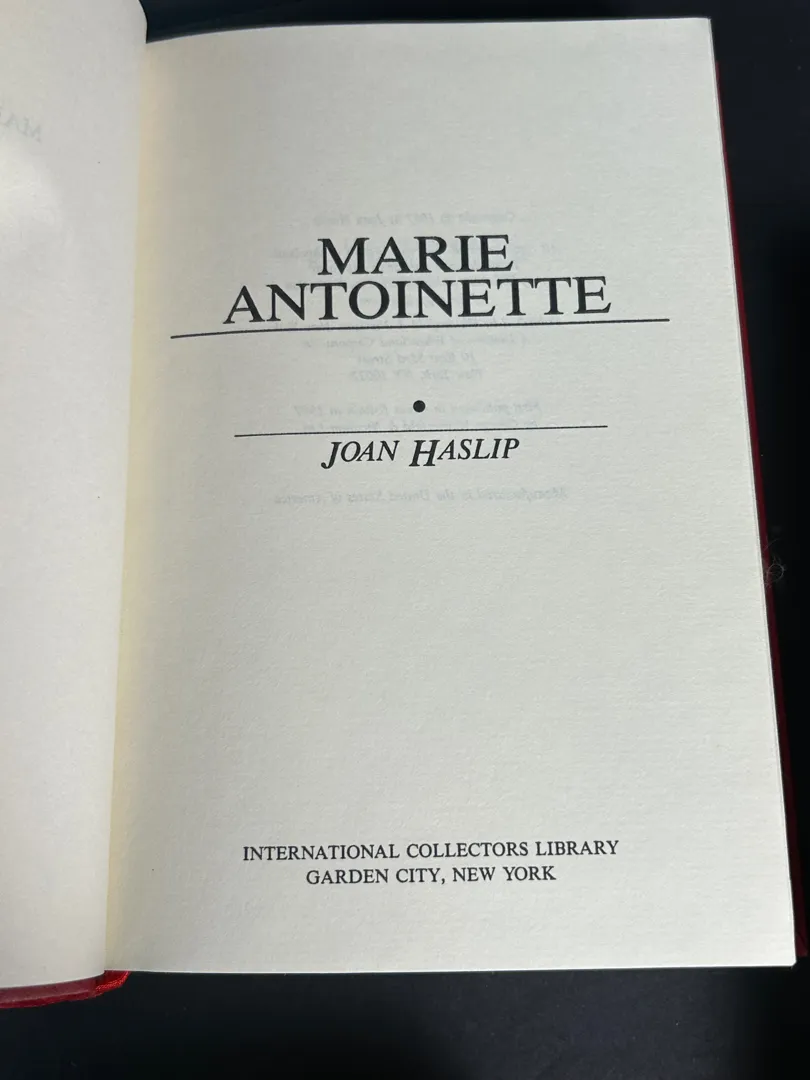 MARIE
ANTOINETTE
JOAN HASLIP
INTERNATIONAL COLLECTORS LIBRARY
GARDEN CITY, NEW YORK